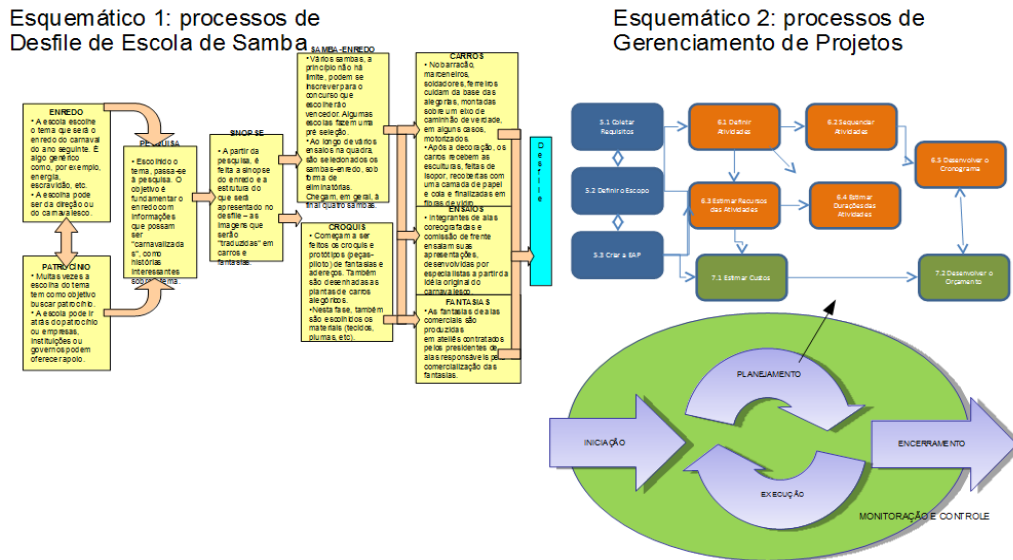 Esquemático 1: processos de
Desfile de Escola de Samba
Esquemático 2: processos de
Gerenciamento de Projetos
ENREDO
• A escola escolhe
o tema que será o
enredo do carnaval
do ano seguinte. É
algo genérico
como, por exemplo,
energia,
escravidão, etc.
• A escolha pode
ser da direção ou
do carnavalesco.
PATROCÍNIO
• Muitas vezes a
escolha do tema
tem como objetivo
buscar patrocínio.
• A escola pode ir
atrás do patrocínio
ou empresas,
instituições ou
governos podem
oferecer apoio.
PESQUISA
• Escolhido o
tema, passa-se
à pesquisa. O
objetivo é
fundamentar o
enredo com
informações
que possam
ser
"carnavalizada
s", como
histórias
interessantes
sobre o tema.
SINOPSE
• A partir da
pesquisa, é
feita a sinopse
do enredo e a
estrutura do
que será
apresentado no
desfile – as
imagens que
serão
"traduzidas" em
carros e
fantasias.
SAMBA-ENREDO
• Vários sambas, a
princípio não há
limite, podem se
inscrever para o
concurso que
escolherá o
vencedor. Algumas
escolas fazem uma
pré seleção.
• Ao longo de vários
ensaios na quadra,
são selecionados os
sambas-enredo, sob
forma de
eliminatórias.
Chegam, em geral, à
final quatro sambas.
CROQUIS
• Começam a ser
feitos os croquis e
protótipos (peças-
piloto) de fantasias e
adereços. Também
são desenhadas as
plantas de carros
alegóricos.
• Nesta fase, também
são escolhidos os
materiais (tecidos,
plumas, etc).
CARROS
• No barracão,
marceneiros,
soldadores, ferreiros
cuidam da base das
alegorias, montadas
sobre um eixo de
caminhão de verdade,
em alguns casos,
motorizados.
• Após a decoração, os
carros recebem as
esculturas, feitas de
isopor, recobertas com
uma camada de papel
e cola e finalizadas em
fibras de vidro.
ENSAIOS
• Integrantes de alas
coreografadas e
comissão de frente
ensaiam suas
apresentações,
desenvolvidas por
especialistas a partir da
idéia original do
carnavalesco.
FANTASIAS
• As fantasias de alas
comerciais são
produzidas
em ateliês contratados
pelos presidentes de
alas responsáveis pela
comercialização das
fantasias.
Desfile
5.1 Coletar
Requisitos
5.2 Definir o Escopo
5.3 Criar a EAP
6.1 Definir
Atividades
6.2 Sequenciar
Atividades
6.3 Estimar Recursos
das Atividades
6.4 Estimar
Durações das
Atividades
6.5 Desenvolver o
Cronograma
7.1 Estimar Custos
7.2 Desenvolver o
Orçamento
PLANEJAMENTO
INICIAÇÃO
ENCERRAMENTO
EXECUÇÃO
MONITORAÇÃO E CONTROLE